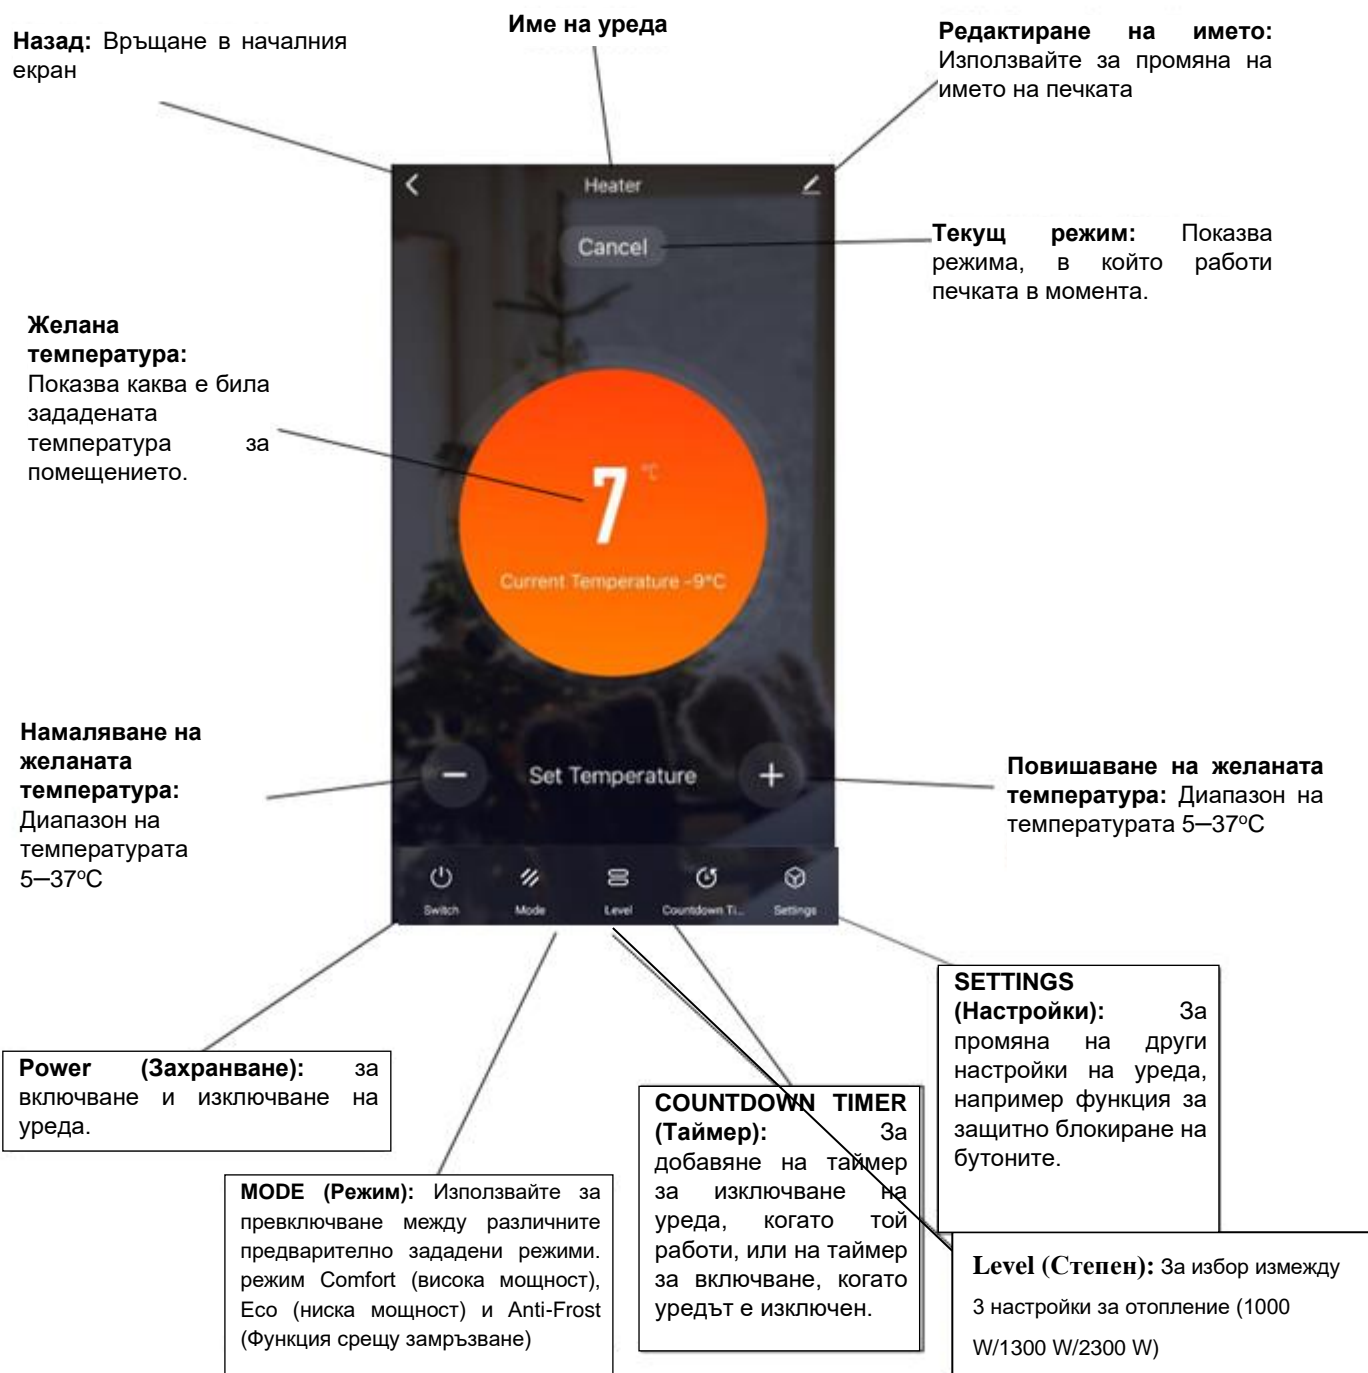 Назад: Връщане в началния
екран
Име на уреда
Редактиране на името:
Използвайте за промяна на
името на печката
Heater
Cancel
Текущ режим: Показва
режима, в който работи
печката в момента.
Желана
температура:
Показва каква е била
зададената
температура за
помещението.
7 °C
Current Temperature -9°C
Намаляване на
желаната
температура:
Диапазон на
температурата
5–37ºC
− Set Temperature +
Повишаване на желаната
температура: Диапазон на
температурата 5–37ºC
Switch Mode Level Countdown Ti... Settings
SETTINGS
(Настройки): За
промяна на други
настройки на уреда,
например функция за
защитно блокиране на
бутоните.
Power (Захранване): за
включване и изключване на
уреда.
COUNTDOWN TIMER
(Таймер): За
добавяне на таймер
за изключване на
уреда, когато той
работи, или на таймер
за включване, когато
уредът е изключен.
MODE (Режим): Използвайте за
превключване между различните
предварително зададени режими.
режим Comfort (висока мощност),
Eco (ниска мощност) и Anti-Frost
(Функция срещу замръзване)
Level (Степен): За избор измежду
3 настройки за отопление (1000
W/1300 W/2300 W)